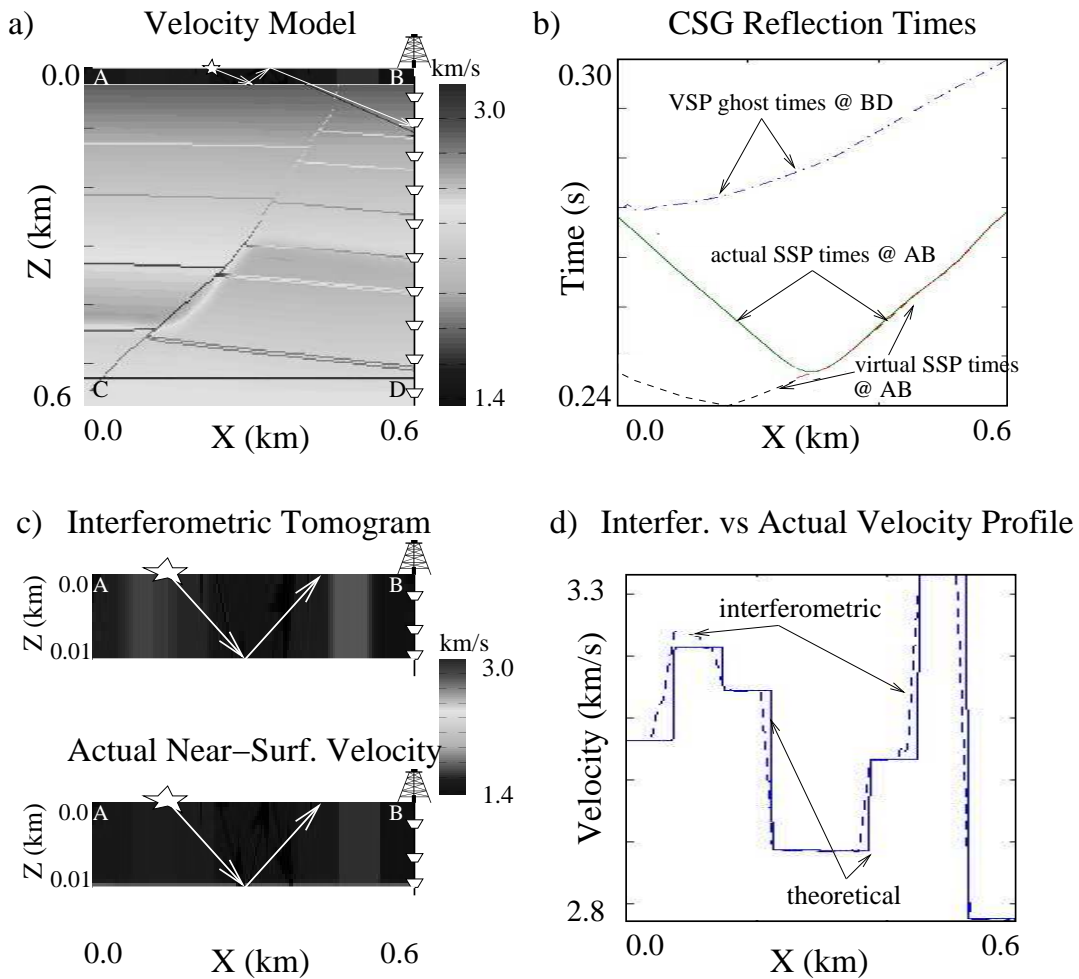 a) Velocity Model
km/s
0.0
A
B
3.0
Z (km)
C
D
0.6
1.4
0.0
0.6
X (km)
b) CSG Reflection Times
0.30
VSP ghost times @ BD
Time (s)
actual SSP times @ AB
virtual SSP times
@ AB
0.24
0.0
0.6
X (km)
c) Interferometric Tomogram
0.0
A
B
Z (km)
0.01
km/s
3.0
1.4
Actual Near-Surf. Velocity
0.0
A
B
Z (km)
0.01
0.0
0.6
X (km)
d) Interfer. vs Actual Velocity Profile
3.3
interferometric
Velocity (km/s)
theoretical
2.8
0.0
0.6
X (km)